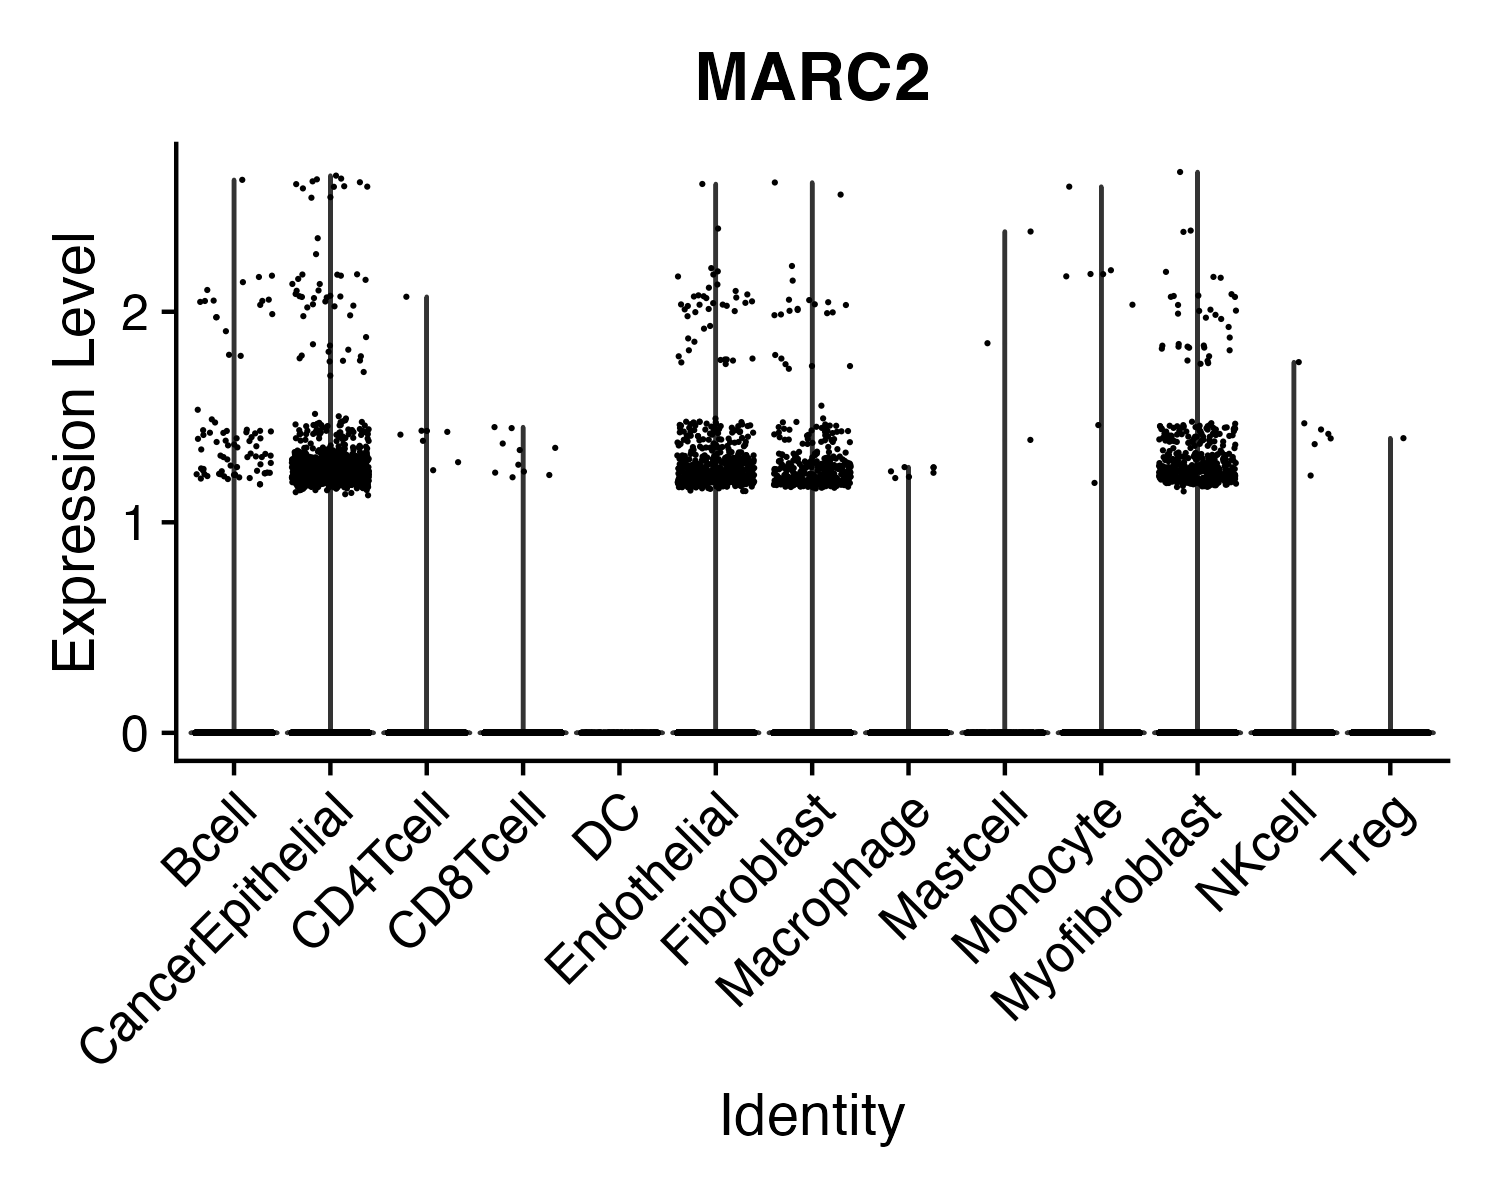 MARC2
Expression Level
2
1
0
Bcell
CancerEpithelial
CD4Tcell
CD8Tcell
DC
Endothelial
Fibroblast
Macrophage
Mastcell
Monocyte
Myofibroblast
NKcell
Treg
Identity